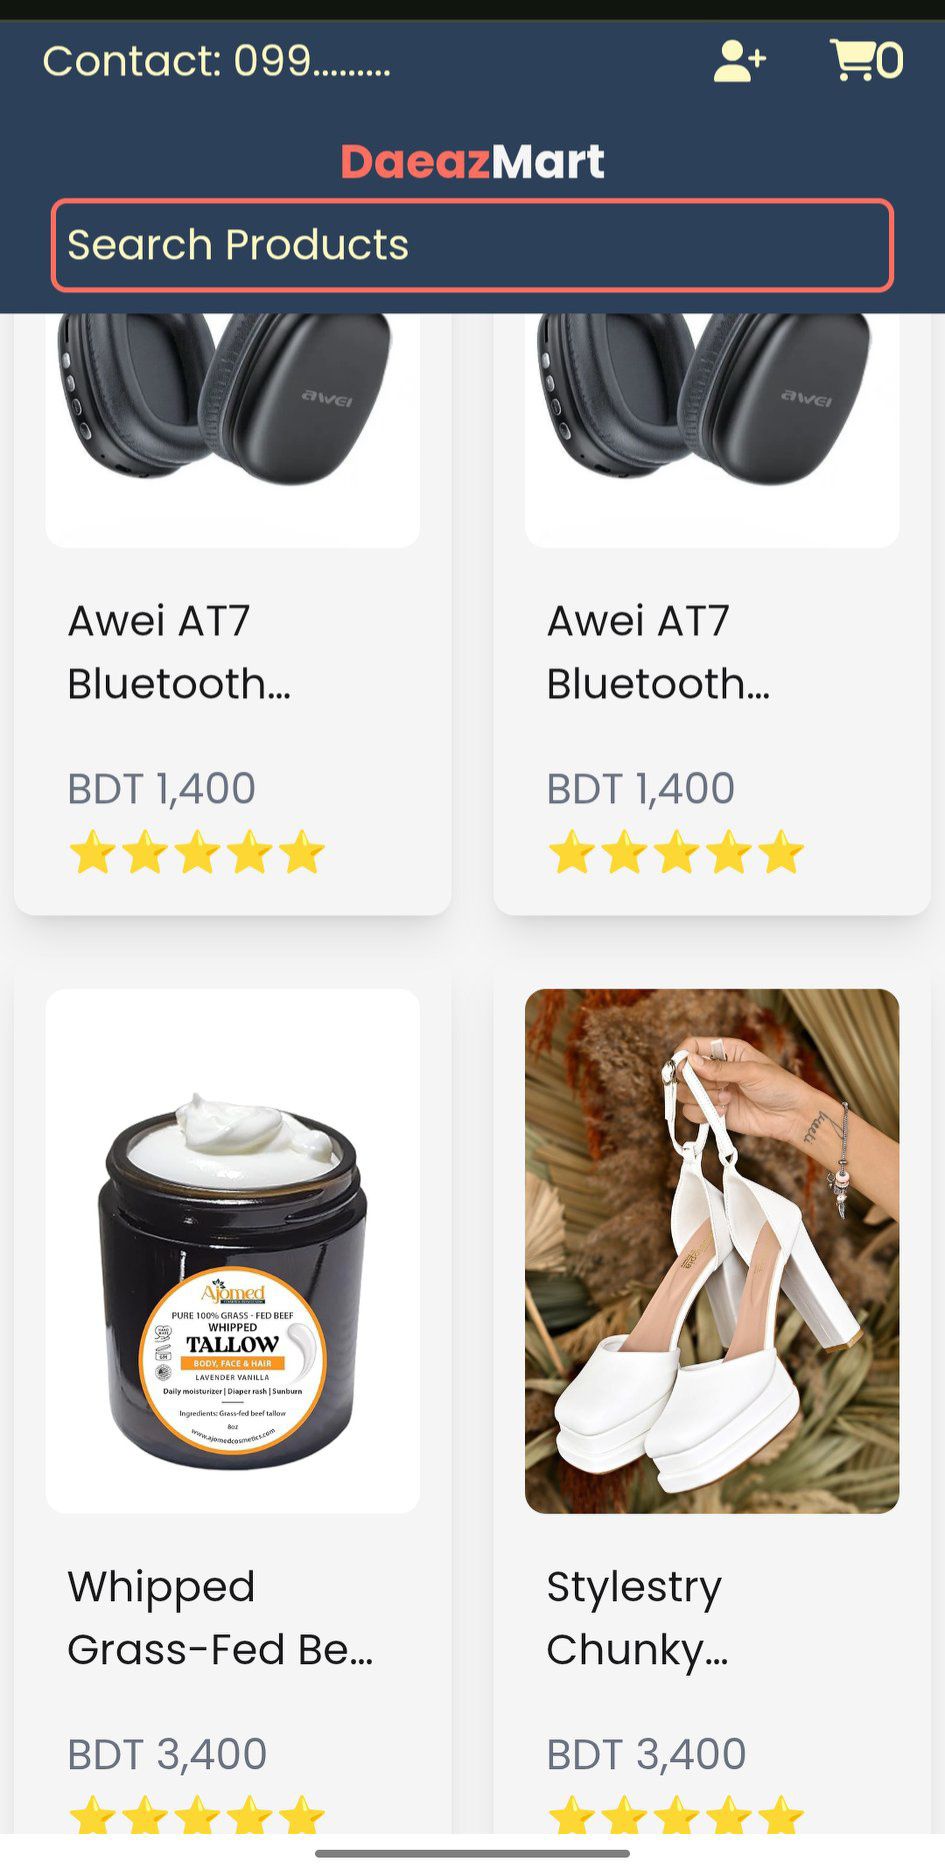 Contact: 099.........
0
DaeazMart
Search Products
awei
awei
Awei AT7
Bluetooth...
BDT 1,400
Awei AT7
Bluetooth...
BDT 1,400
Ajomed
PURE 100% GRASS - FED BEEF
WHIPPED
TALLOW
BODY, FACE & HAIR
LAVENDER VANILLA
Daily moisturizer | Diaper rash | Sunburn
Ingredients: Grass-fed beef tallow
8oz
www.ajomedcosmetics.com
Whipped
Grass-Fed Be...
BDT 3,400
Stylestry
Chunky...
BDT 3,400